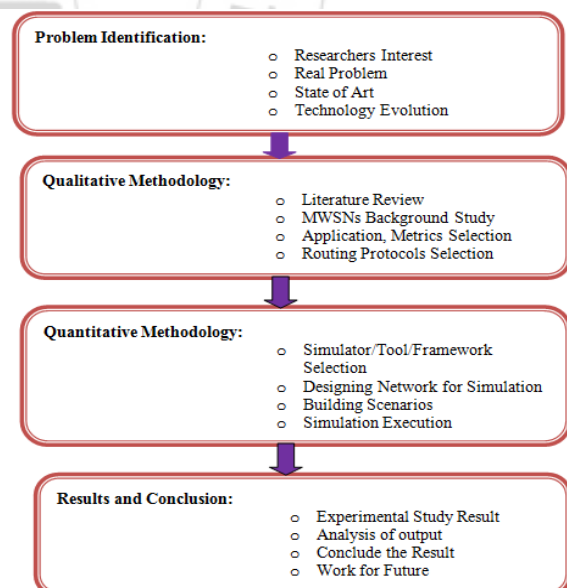 Problem Identification:
o Researchers Interest
o Real Problem
o State of Art
o Technology Evolution
Qualitative Methodology:
o Literature Review
o MWSNs Background Study
o Application, Metrics Selection
o Routing Protocols Selection
Quantitative Methodology:
o Simulator/Tool/Framework
Selection
o Designing Network for Simulation
o Building Scenarios
o Simulation Execution
Results and Conclusion:
o Experimental Study Result
o Analysis of output
o Conclude the Result
o Work for Future